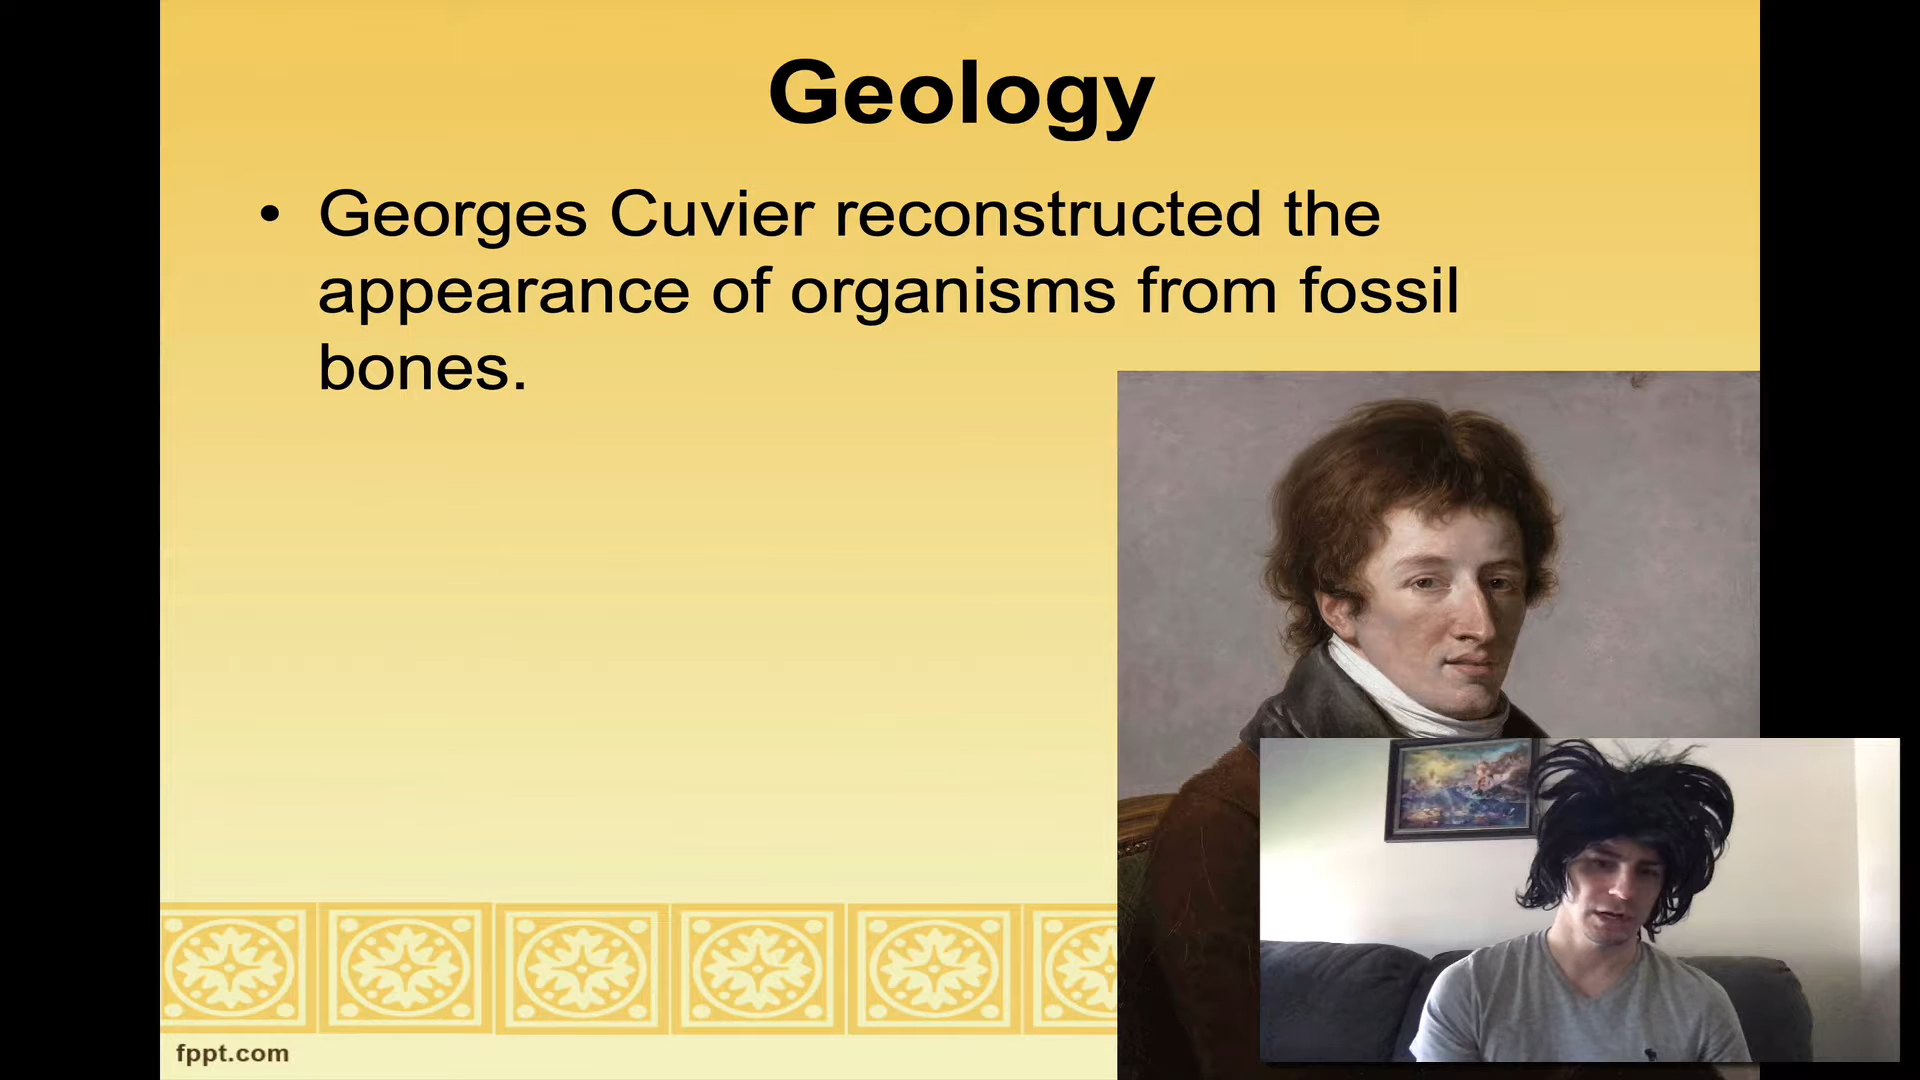 Geology
• Georges Cuvier reconstructed the
appearance of organisms from fossil
bones.
fppt.com